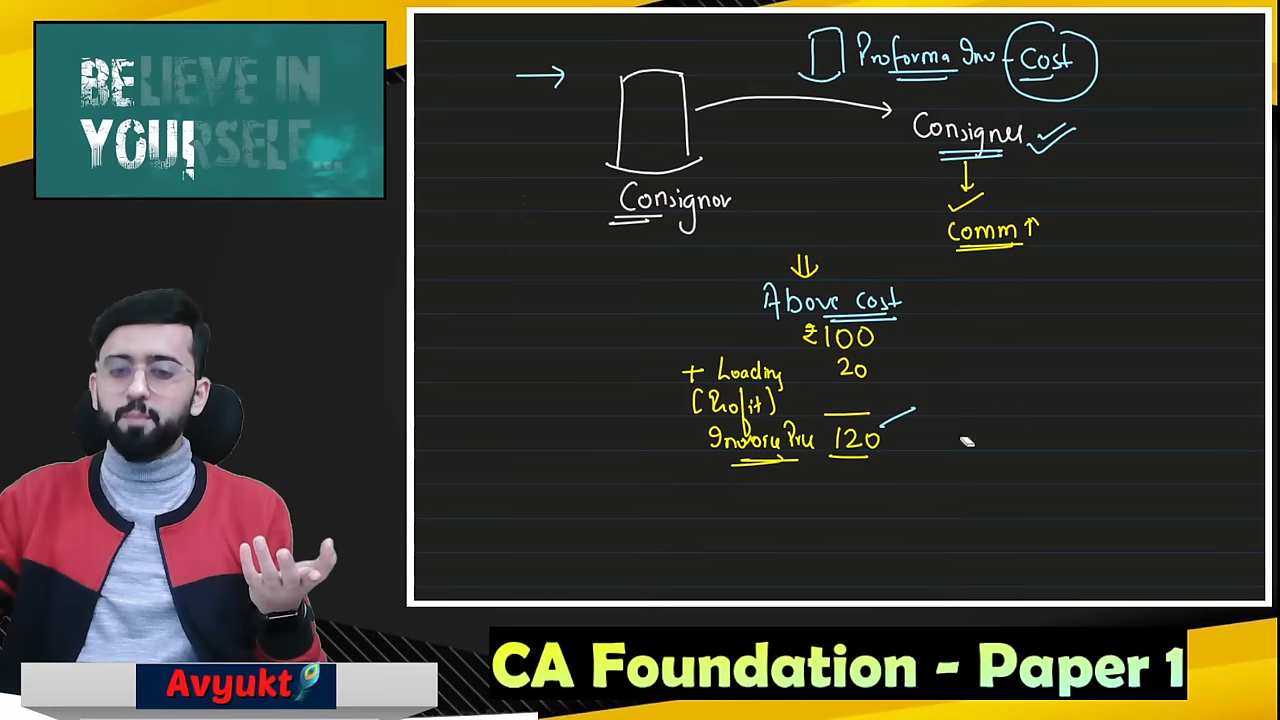 BELIEVE IN
YOURSELF...
→ Proforma Inv - Cost
Consignee
Consignor
Comm ↑
Above cost
₹100
+ Loading 20
(Profit)
Invoice Price 120
CA Foundation - Paper 1
Avyukt